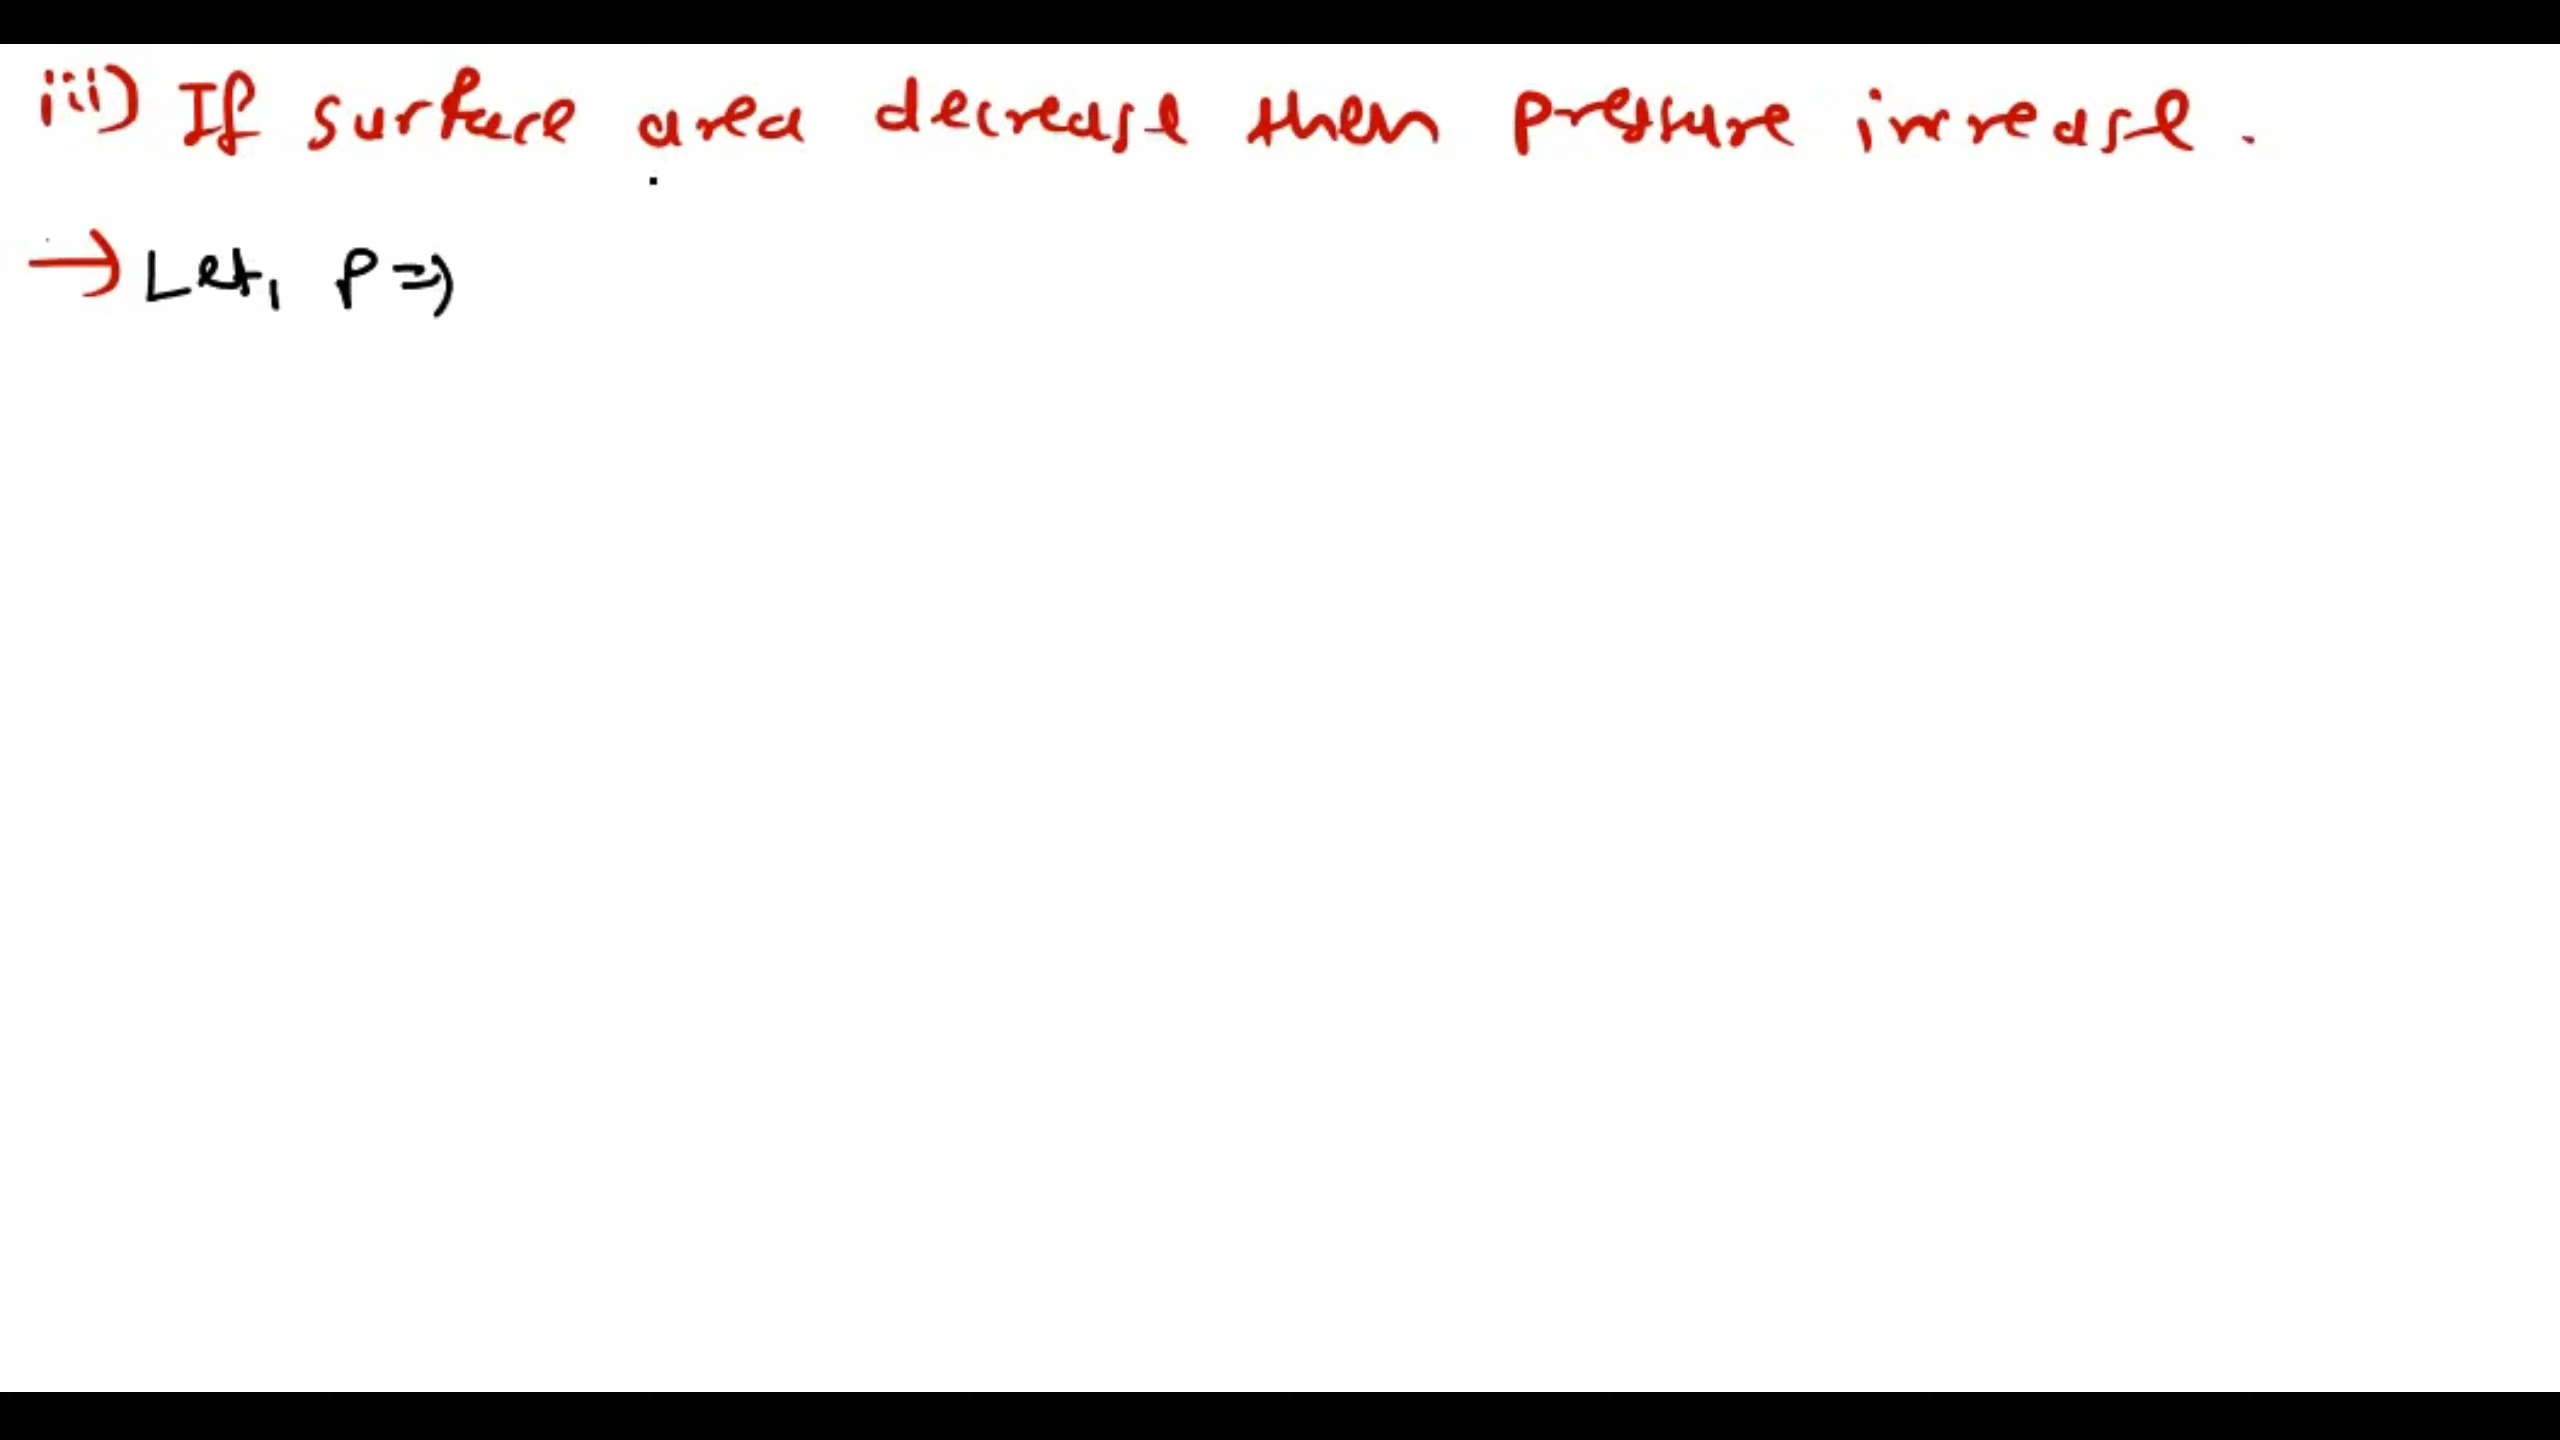 iii) If surface area decrease then pressure increase.
→ Let, P ⇒